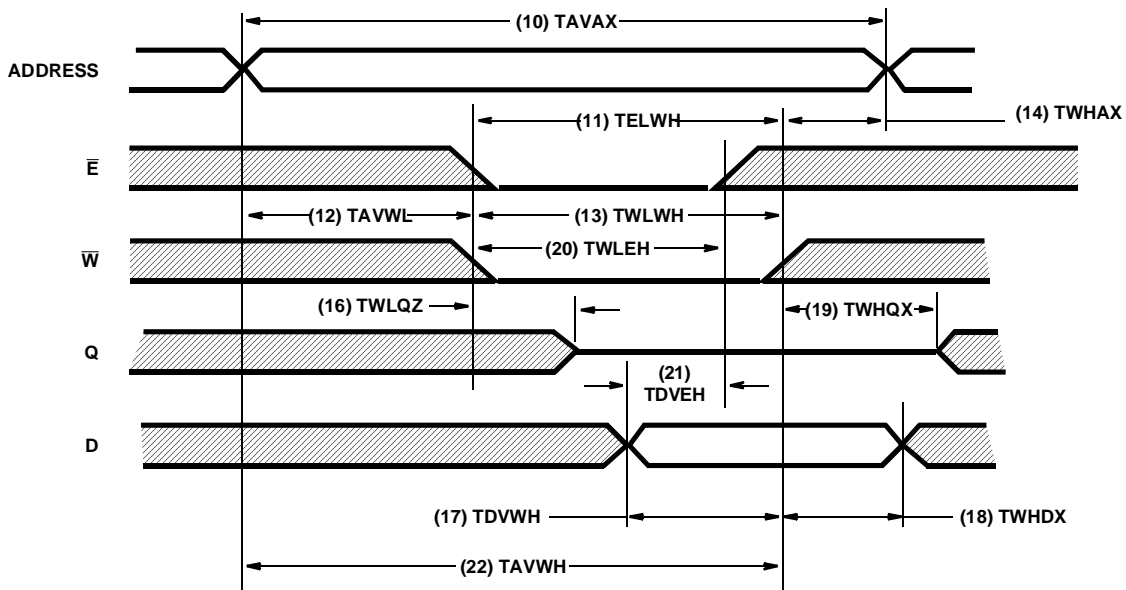 (10) TAVAX
ADDRESS
(11) TELWH
(14) TWHAX
E̅
(12) TAVWL
(13) TWLWH
W̅
(20) TWLEH
(16) TWLQZ
(19) TWHQX
Q
(21)
TDVEH
D
(17) TDVWH
(18) TWHDX
(22) TAVWH